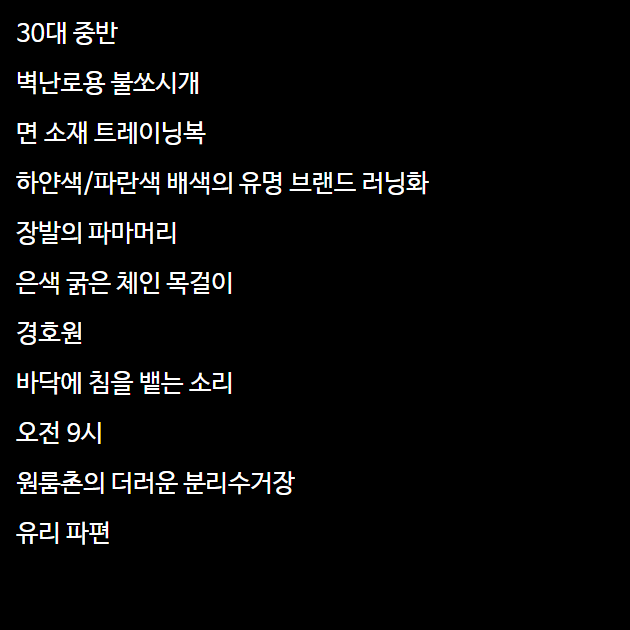 30대 중반
벽난로용 불쏘시개
면 소재 트레이닝복
하얀색/파란색 배색의 유명 브랜드 러닝화
장발의 파마머리
은색 굵은 체인 목걸이
경호원
바닥에 침을 뱉는 소리
오전 9시
원룸촌의 더러운 분리수거장
유리 파편